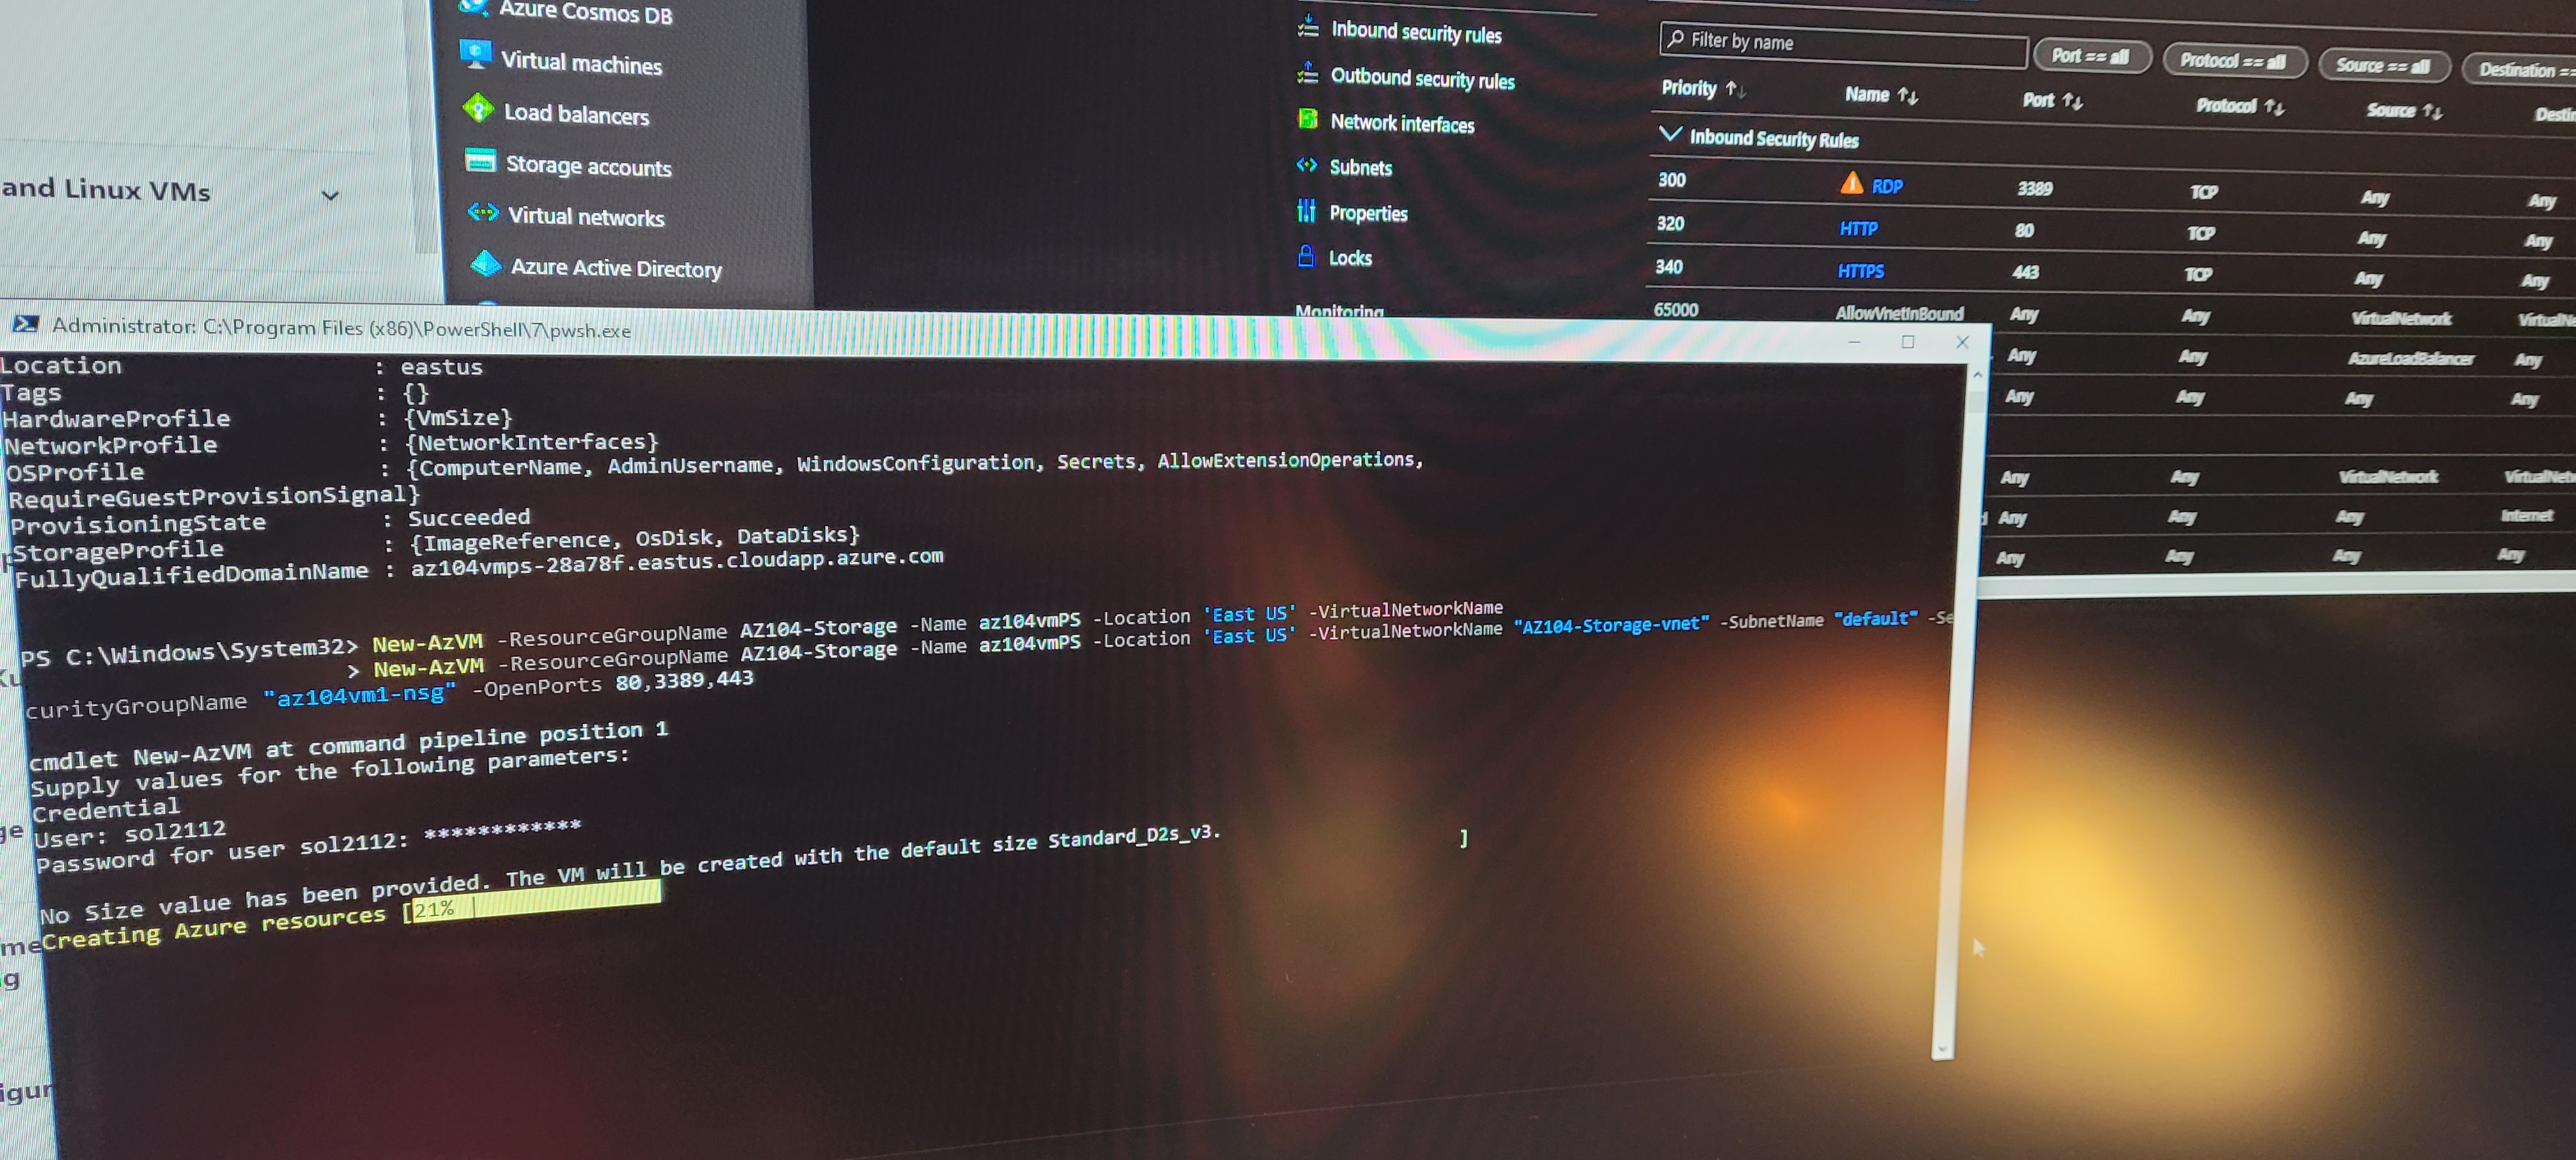 Azure Cosmos DB
Virtual machines
Load balancers
Storage accounts
Virtual networks
Azure Active Directory
and Linux VMs
Inbound security rules
Outbound security rules
Network interfaces
Subnets
Properties
Locks
Monitoring
Filter by name
Port == all
Protocol == all
Source == all
Destination ==
Priority ↑↓ Name ↑↓ Port ↑↓ Protocol ↑↓ Source ↑↓
Inbound Security Rules
300 RDP 3389 TCP Any Any
320 HTTP 80 TCP Any Any
340 HTTPS 443 TCP Any Any
65000 AllowVnetInBound Any Any VirtualNetwork
Any Any AzureLoadBalancer Any
Any Any Any Any
Any Any VirtualNetwork
Any Any Any Internet
Any Any Any Any
Administrator: C:\Program Files (x86)\PowerShell\7\pwsh.exe
Location : eastus
Tags : {}
HardwareProfile : {VmSize}
NetworkProfile : {NetworkInterfaces}
OSProfile : {ComputerName, AdminUsername, WindowsConfiguration, Secrets, AllowExtensionOperations,
RequireGuestProvisionSignal}
ProvisioningState : Succeeded
StorageProfile : {ImageReference, OsDisk, DataDisks}
FullyQualifiedDomainName : az104vmps-28a78f.eastus.cloudapp.azure.com
PS C:\Windows\System32> New-AzVM -ResourceGroupName AZ104-Storage -Name az104vmPS -Location 'East US' -VirtualNetworkName
> New-AzVM -ResourceGroupName AZ104-Storage -Name az104vmPS -Location 'East US' -VirtualNetworkName "AZ104-Storage-vnet" -SubnetName "default" -Se
curityGroupName "az104vm1-nsg" -OpenPorts 80,3389,443
cmdlet New-AzVM at command pipeline position 1
Supply values for the following parameters:
Credential
User: sol2112
Password for user sol2112: ************
No Size value has been provided. The VM will be created with the default size Standard_D2s_v3.
Creating Azure resources [21% ]